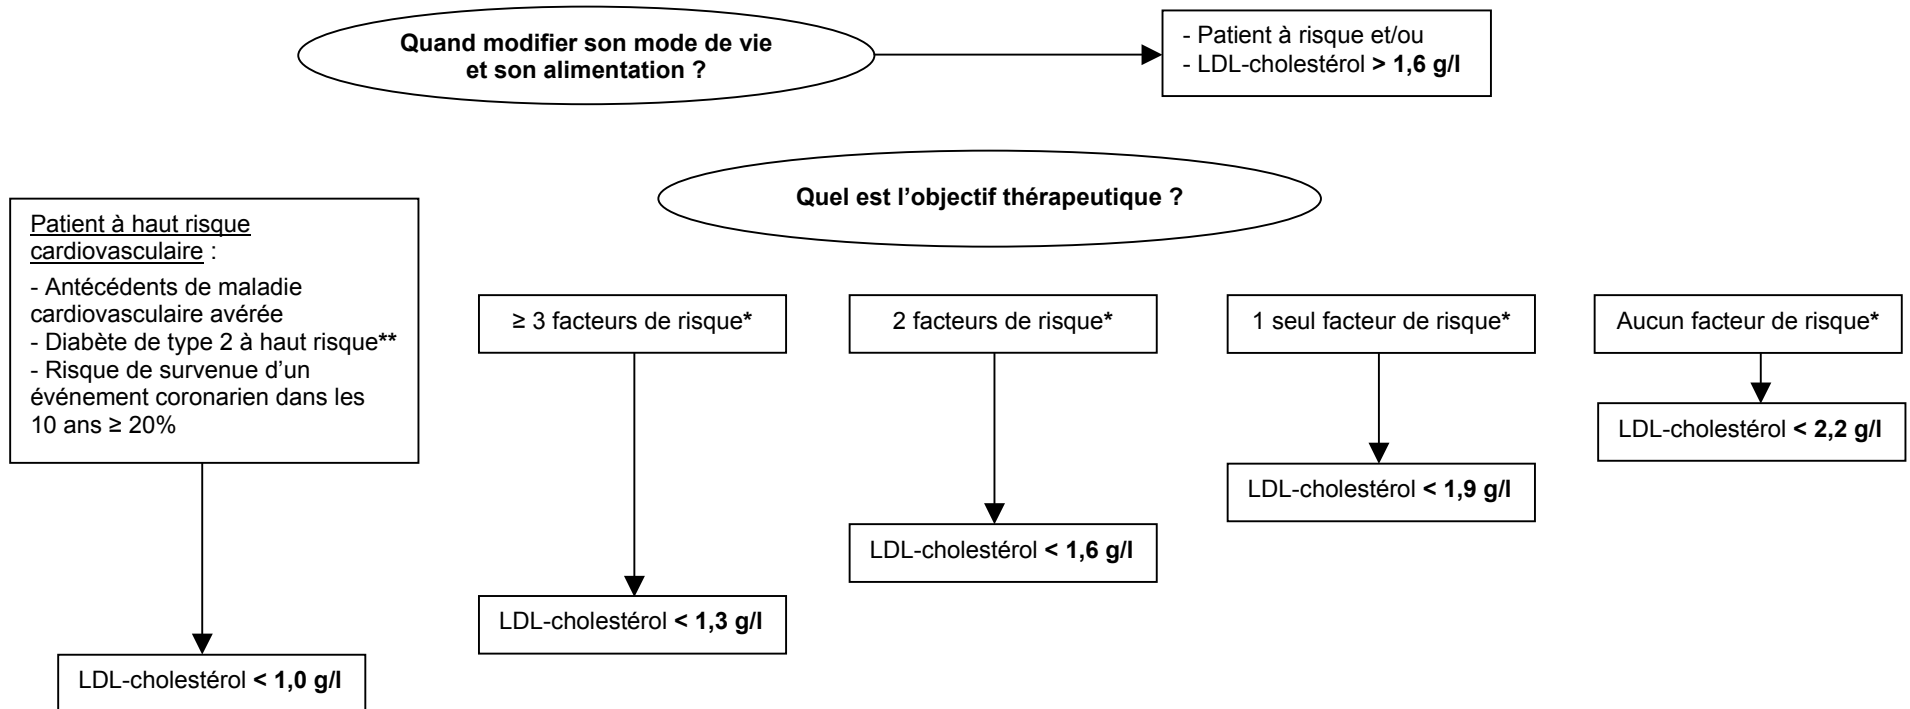 Quand modifier son mode de vie
et son alimentation ?
- Patient à risque et/ou
- LDL-cholestérol > 1,6 g/l
Quel est l’objectif thérapeutique ?
Patient à haut risque
cardiovasculaire :
- Antécédents de maladie
cardiovasculaire avérée
- Diabète de type 2 à haut risque**
- Risque de survenue d’un
événement coronarien dans les
10 ans ≥ 20%
≥ 3 facteurs de risque*
2 facteurs de risque*
1 seul facteur de risque*
Aucun facteur de risque*
LDL-cholestérol < 2,2 g/l
LDL-cholestérol < 1,9 g/l
LDL-cholestérol < 1,6 g/l
LDL-cholestérol < 1,3 g/l
LDL-cholestérol < 1,0 g/l